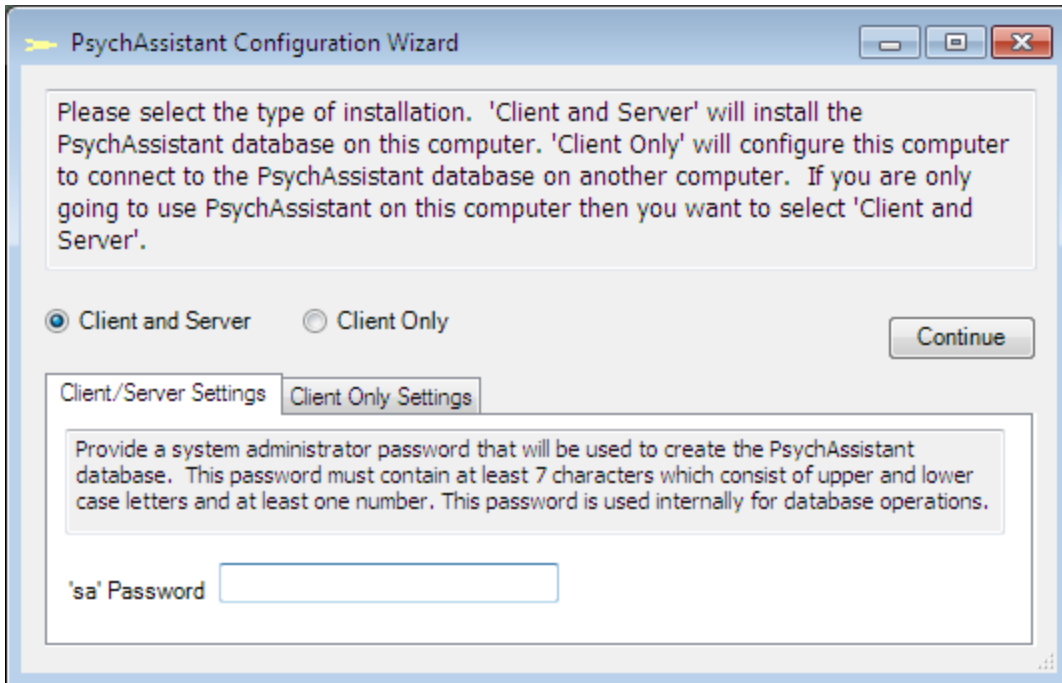 PsychAssistant Configuration Wizard
Please select the type of installation.  'Client and Server' will install the
PsychAssistant database on this computer. 'Client Only' will configure this computer
to connect to the PsychAssistant database on another computer.  If you are only
going to use PsychAssistant on this computer then you want to select 'Client and
Server'.
Client and Server
Client Only
Continue
Client/Server Settings
Client Only Settings
Provide a system administrator password that will be used to create the PsychAssistant
database.  This password must contain at least 7 characters which consist of upper and lower
case letters and at least one number. This password is used internally for database operations.
'sa' Password